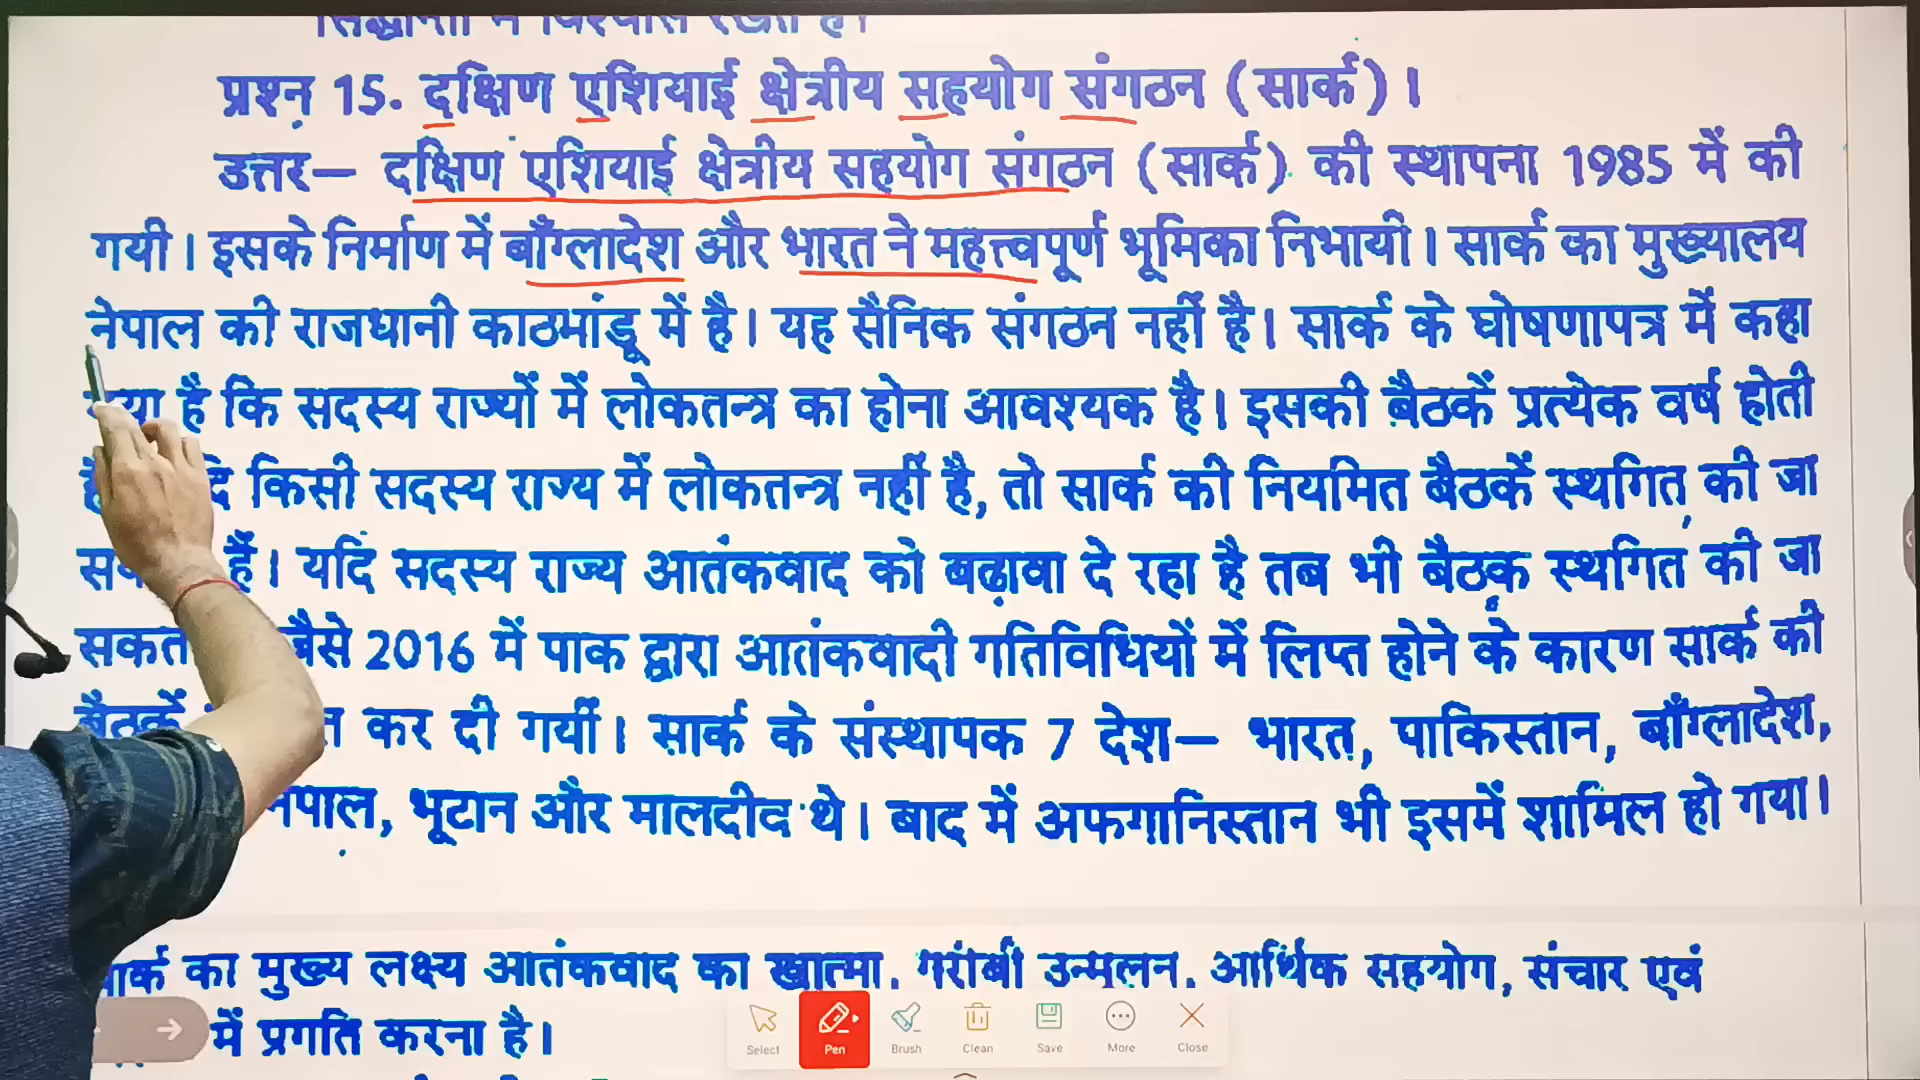 प्रश्न 15. दक्षिण एशियाई क्षेत्रीय सहयोग संगठन (सार्क)।
उत्तर— दक्षिण एशियाई क्षेत्रीय सहयोग संगठन (सार्क) की स्थापना 1985 में की
गयी। इसके निर्माण में बाँग्लादेश और भारत ने महत्त्वपूर्ण भूमिका निभायी। सार्क का मुख्यालय
नेपाल की राजधानी काठमांडू में है। यह सैनिक संगठन नहीं है। सार्क के घोषणापत्र में कहा
है कि सदस्य राज्यों में लोकतन्त्र का होना आवश्यक है। इसकी बैठकें प्रत्येक वर्ष होती
किसी सदस्य राज्य में लोकतन्त्र नहीं है, तो सार्क की नियमित बैठकें स्थगित की जा
हैं। यदि सदस्य राज्य आतंकवाद को बढ़ावा दे रहा है तब भी बैठक स्थगित की जा
2016 में पाक द्वारा आतंकवादी गतिविधियों में लिप्त होने के कारण सार्क की
बैठकें कर दी गयीं। सार्क के संस्थापक 7 देश— भारत, पाकिस्तान, बाँग्लादेश,
नेपाल, भूटान और मालदीव थे। बाद में अफगानिस्तान भी इसमें शामिल हो गया।
का मुख्य लक्ष्य आतंकवाद का खात्मा, गरीबी उन्मूलन, आर्थिक सहयोग, संचार एवं
में प्रगति करना है।
Select Pen Brush Clean Save More Close